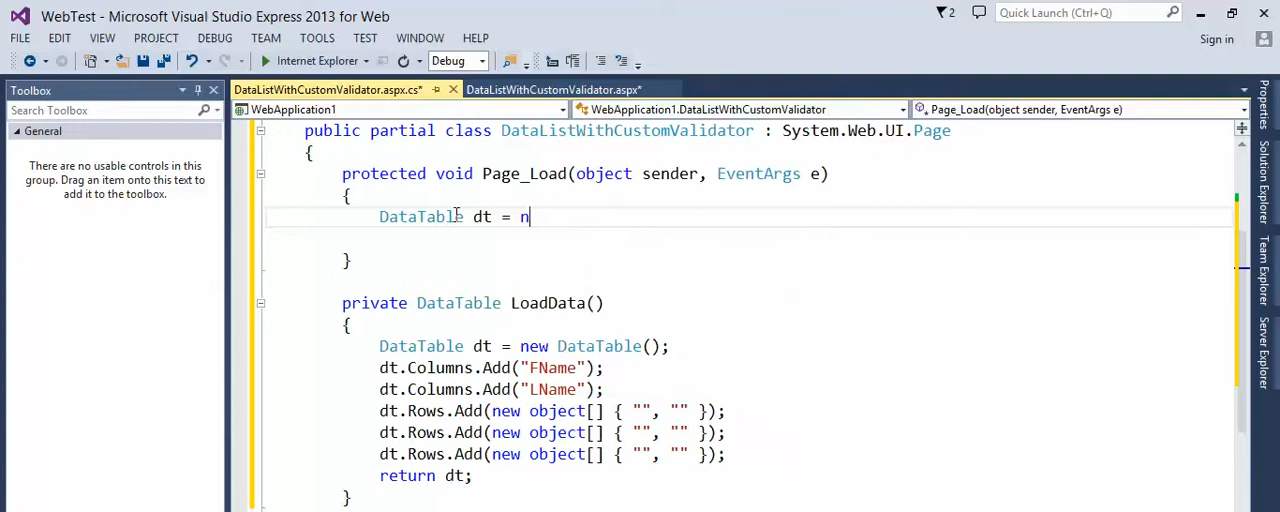 WebTest - Microsoft Visual Studio Express 2013 for Web
2
Quick Launch (Ctrl+Q)
FILE EDIT VIEW PROJECT DEBUG TEAM TOOLS TEST WINDOW HELP
Sign in
Internet Explorer
Debug
Toolbox
DataListWithCustomValidator.aspx.cs*
DataListWithCustomValidator.aspx*
Search Toolbox
WebApplication1
WebApplication1.DataListWithCustomValidator
Page_Load(object sender, EventArgs e)
General
There are no usable controls in this
group. Drag an item onto this text to
add it to the toolbox.
public partial class DataListWithCustomValidator : System.Web.UI.Page
{
protected void Page_Load(object sender, EventArgs e)
{
DataTable dt = n
}
private DataTable LoadData()
{
DataTable dt = new DataTable();
dt.Columns.Add("FName");
dt.Columns.Add("LName");
dt.Rows.Add(new object[] { "", "" });
dt.Rows.Add(new object[] { "", "" });
dt.Rows.Add(new object[] { "", "" });
return dt;
}
Properties
Solution Explorer
Team Explorer
Server Explorer